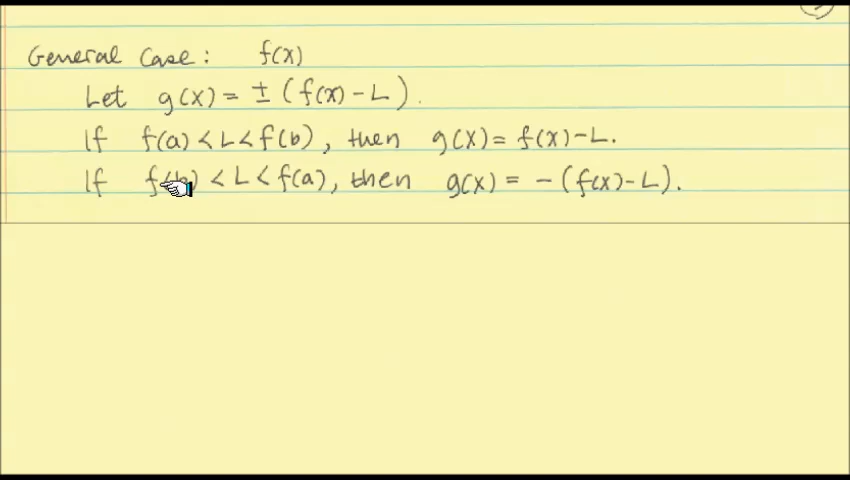 General Case: f(x)
Let g(x) = ± (f(x) - L).
If f(a) < L < f(b), then g(x) = f(x) - L.
If f(b) < L < f(a), then g(x) = - (f(x) - L).